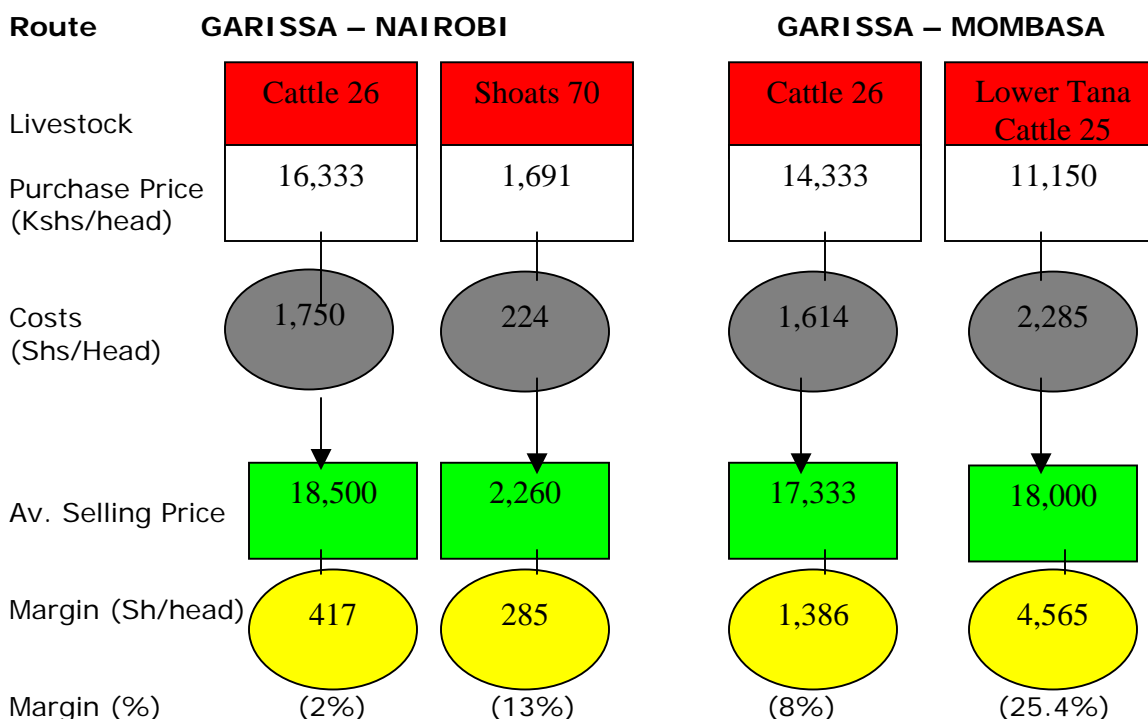 Route GARISSA – NAIROBI GARISSA – MOMBASA
Livestock Cattle 26 Shoats 70 Cattle 26 Lower Tana
Cattle 25
Purchase Price 16,333 1,691 14,333 11,150
(Kshs/head)
Costs 1,750 224 1,614 2,285
(Shs/Head)
Av. Selling Price 18,500 2,260 17,333 18,000
Margin (Sh/head) 417 285 1,386 4,565
Margin (%) (2%) (13%) (8%) (25.4%)